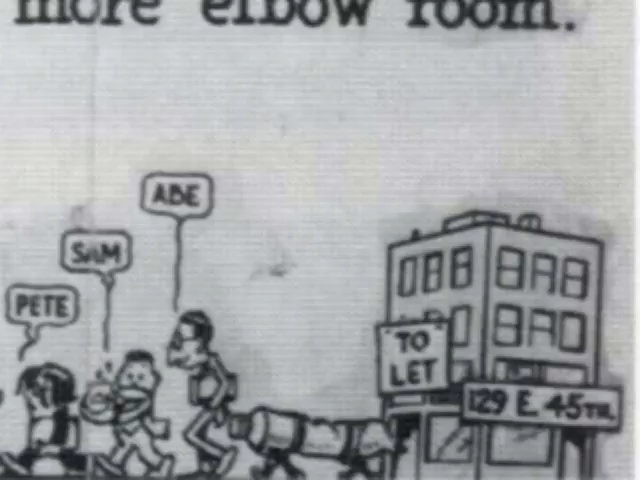 more elbow room.
ABE
SAM
PETE
TO
LET
129 E. 45TH.